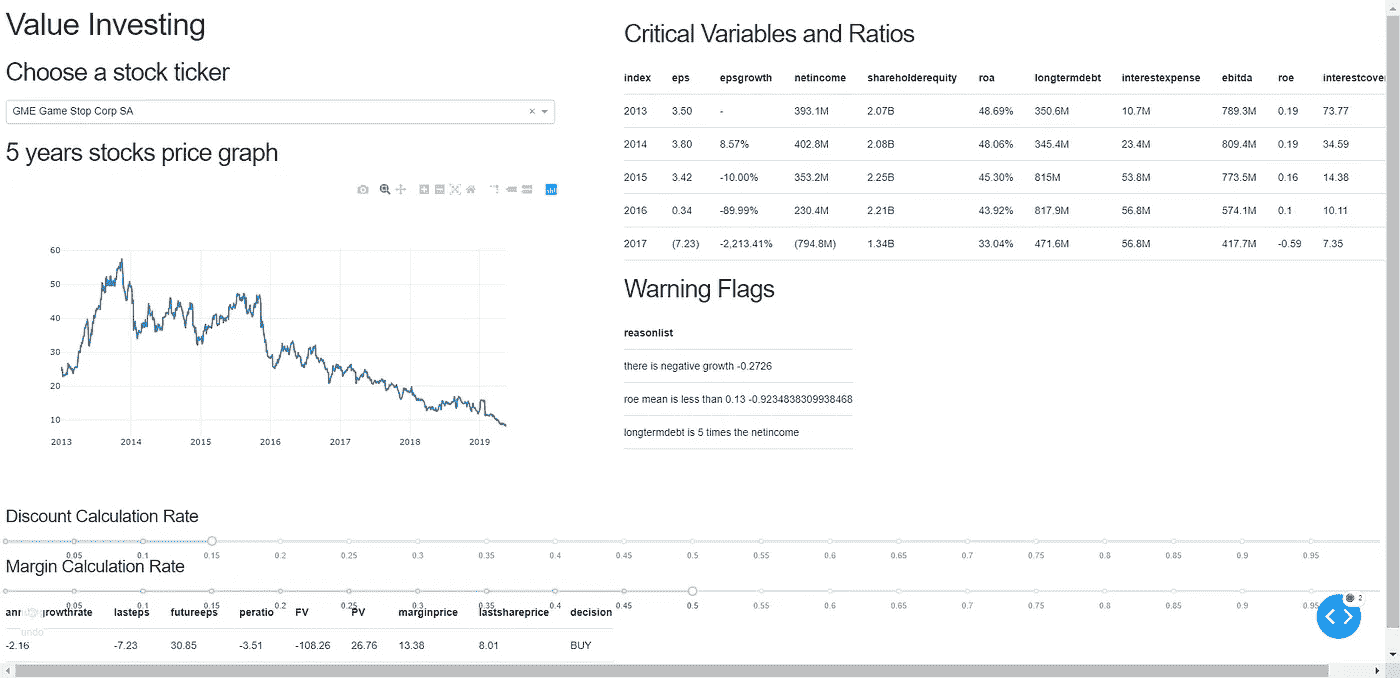 Value Investing
Choose a stock ticker
GME Game Stop Corp SA
5 years stocks price graph
60
50
40
30
20
10
2013 2014 2015 2016 2017 2018 2019
Critical Variables and Ratios
index eps epsgrowth netincome shareholderequity roa longtermdebt interestexpense ebitda roe interestcover
2013 3.50 - 393.1M 2.07B 48.69% 350.6M 10.7M 789.3M 0.19 73.77
2014 3.80 8.57% 402.8M 2.08B 48.06% 345.4M 23.4M 809.4M 0.19 34.59
2015 3.42 -10.00% 353.2M 2.25B 45.30% 815M 53.8M 773.5M 0.16 14.38
2016 0.34 -89.99% 230.4M 2.21B 43.92% 817.9M 56.8M 574.1M 0.1 10.11
2017 (7.23) -2,213.41% (794.8M) 1.34B 33.04% 471.6M 56.8M 417.7M -0.59 7.35
Warning Flags
reasonlist
there is negative growth -0.2726
roe mean is less than 0.13 -0.9234838309938468
longtermdebt is 5 times the netincome
Discount Calculation Rate
0.05 0.1 0.15 0.2 0.25 0.3 0.35 0.4 0.45 0.5 0.55 0.6 0.65 0.7 0.75 0.8 0.85 0.9 0.95
Margin Calculation Rate
0.05 0.1 0.15 0.2 0.25 0.3 0.35 0.4 0.45 0.5 0.55 0.6 0.65 0.7 0.75 0.8 0.85 0.9 0.95
growthrate lasteps futureeps peratio FV PV marginprice lastshareprice decision
undo
-2.16 -7.23 30.85 -3.51 -108.26 26.76 13.38 8.01 BUY
2